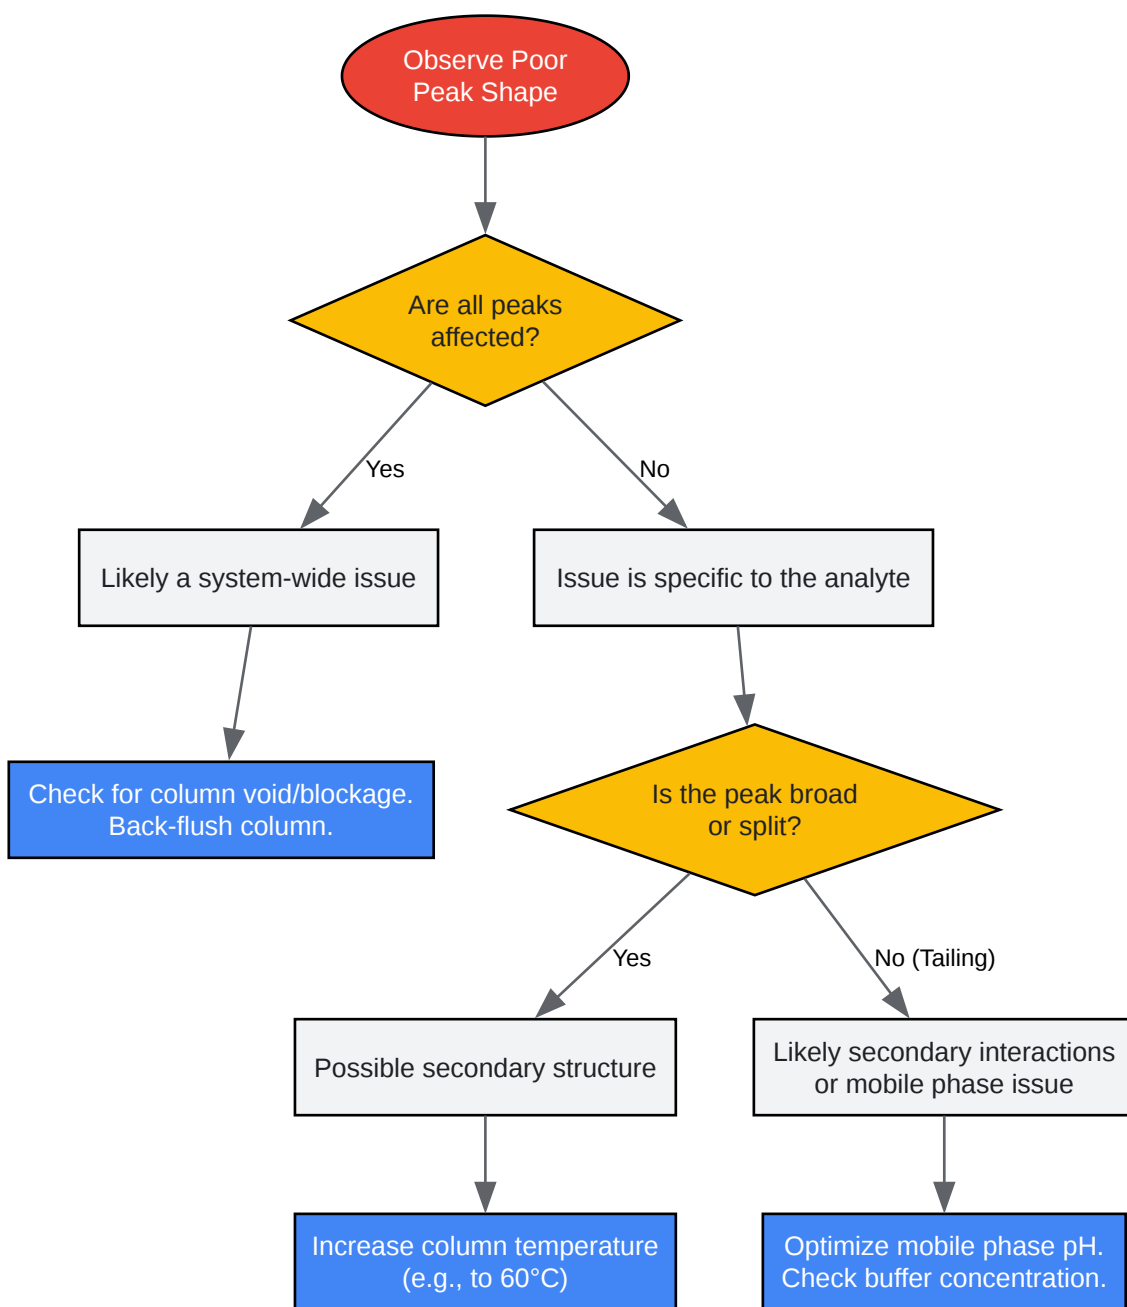 Observe Poor
Peak Shape
Are all peaks
affected?
Yes
No
Likely a system-wide issue
Issue is specific to the analyte
Check for column void/blockage.
Back-flush column.
Is the peak broad
or split?
Yes
No (Tailing)
Possible secondary structure
Likely secondary interactions
or mobile phase issue
Increase column temperature
(e.g., to 60°C)
Optimize mobile phase pH.
Check buffer concentration.